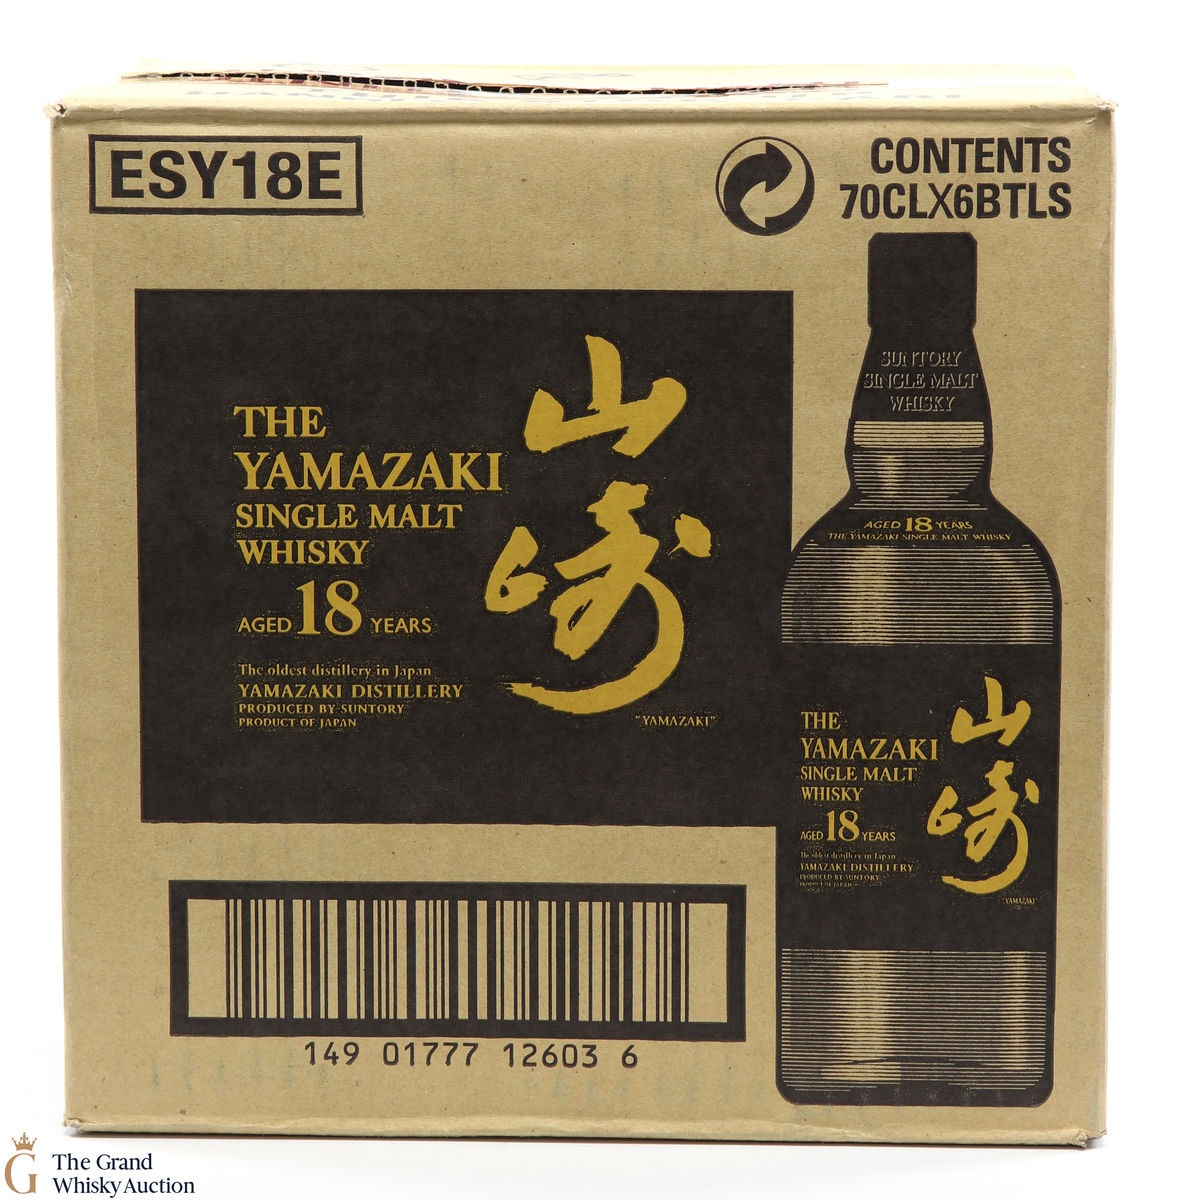 ESY18E
CONTENTS
70CLX6BTLS
THE
YAMAZAKI
SINGLE MALT
WHISKY
AGED 18 YEARS
The oldest distillery in Japan
YAMAZAKI DISTILLERY
PRODUCED BY SUNTORY
PRODUCT OF JAPAN
山崎
"YAMAZAKI"
SUNTORY
SINGLE MALT
WHISKY
AGED 18 YEARS
THE YAMAZAKI SINGLE MALT WHISKY
THE
YAMAZAKI
SINGLE MALT
WHISKY
AGED 18 YEARS
The oldest distillery in Japan
YAMAZAKI DISTILLERY
PRODUCED BY SUNTORY
PRODUCT OF JAPAN
山崎
"YAMAZAKI"
149 01777 12603 6
G
The Grand
Whisky Auction